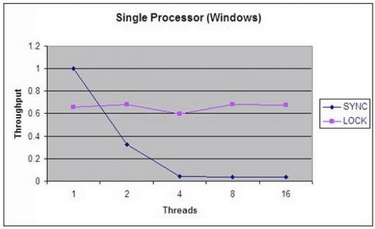 Single Processor (Windows)
1.2
1
0.8
0.6
0.4
0.2
0
Throughput
1 2 4 8 16
Threads
SYNC
LOCK